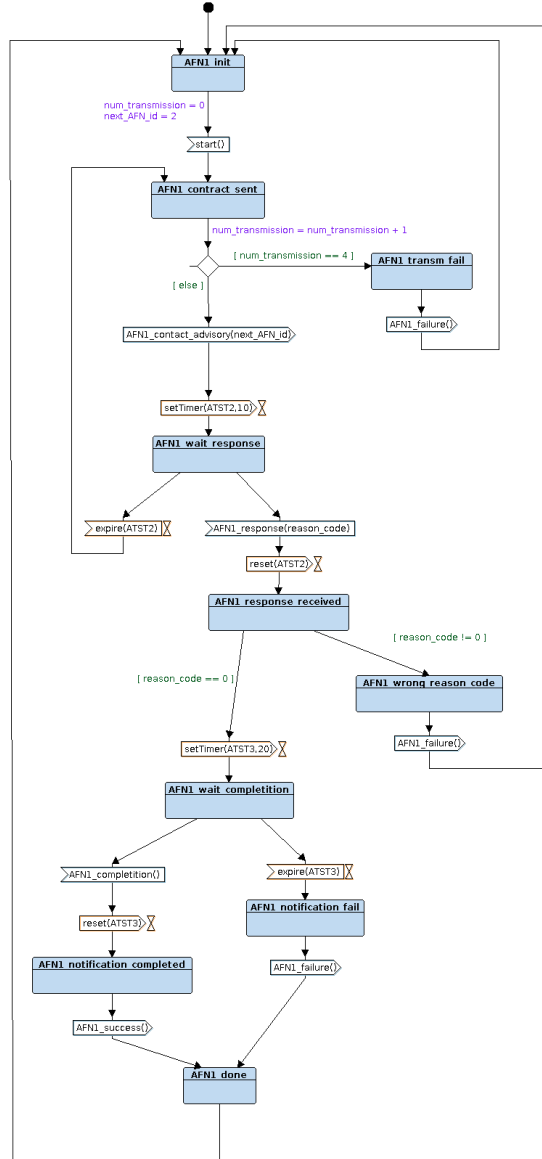 AFN1 init
num_transmission = 0
next_AFN_id = 2
start()
AFN1 contract sent
num_transmission = num_transmission + 1
[ num_transmission == 4 ]
AFN1 transm fail
[ else ]
AFN1_failure()
AFN1_contact_advisory(next_AFN_id)
setTimer(ATST2,10)
AFN1 wait response
expire(ATST2)
AFN1_response(reason_code)
reset(ATST2)
AFN1 response received
[ reason_code != 0 ]
[ reason_code == 0 ]
AFN1 wrong reason code
setTimer(ATST3,20)
AFN1_failure()
AFN1 wait completition
AFN1_completition()
expire(ATST3)
AFN1 notification fail
reset(ATST3)
AFN1 notification completed
AFN1_failure()
AFN1_success()
AFN1 done